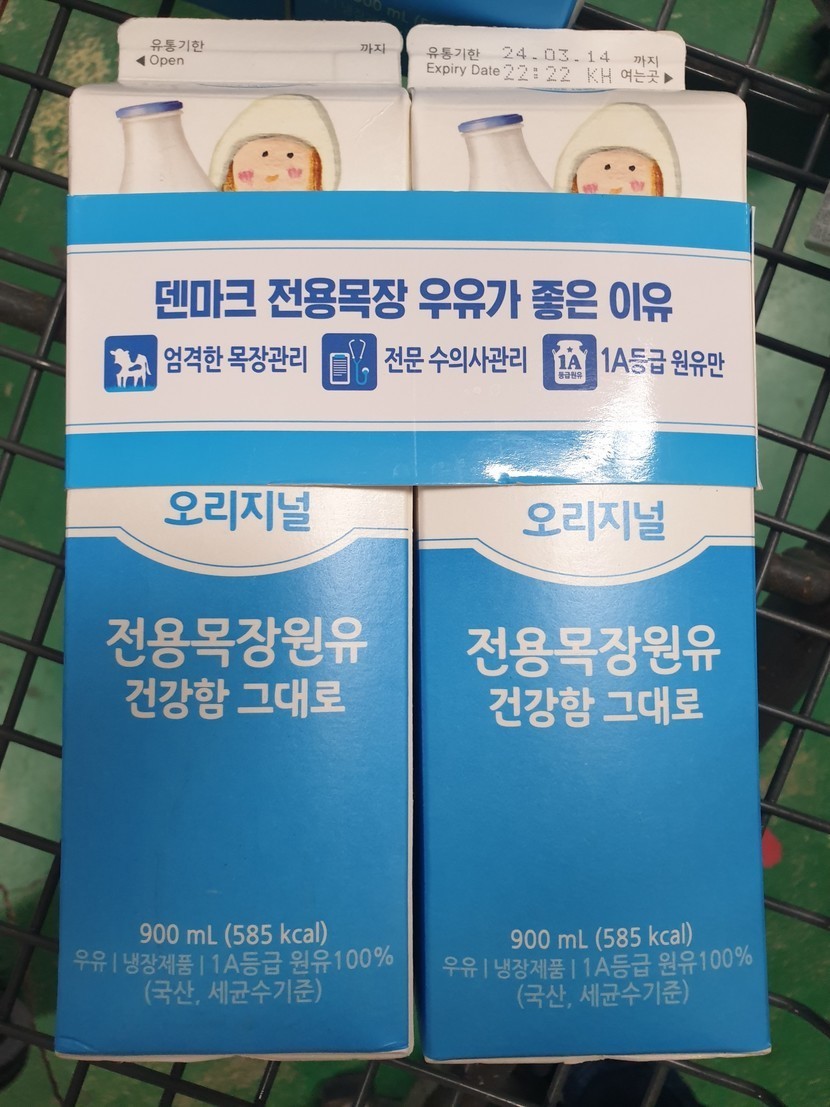 유통기한 까지
◀ Open
유통기한 24.03.14 까지
Expiry Date 22:22 KH 여는곳 ▶
덴마크 전용목장 우유가 좋은 이유
엄격한 목장관리 전문 수의사관리 1A 등급원유 1A등급 원유만
오리지널
전용목장원유
건강함 그대로
900 mL (585 kcal)
우유 | 냉장제품 | 1A등급 원유100%
(국산, 세균수기준)
오리지널
전용목장원유
건강함 그대로
900 mL (585 kcal)
우유 | 냉장제품 | 1A등급 원유100%
(국산, 세균수기준)